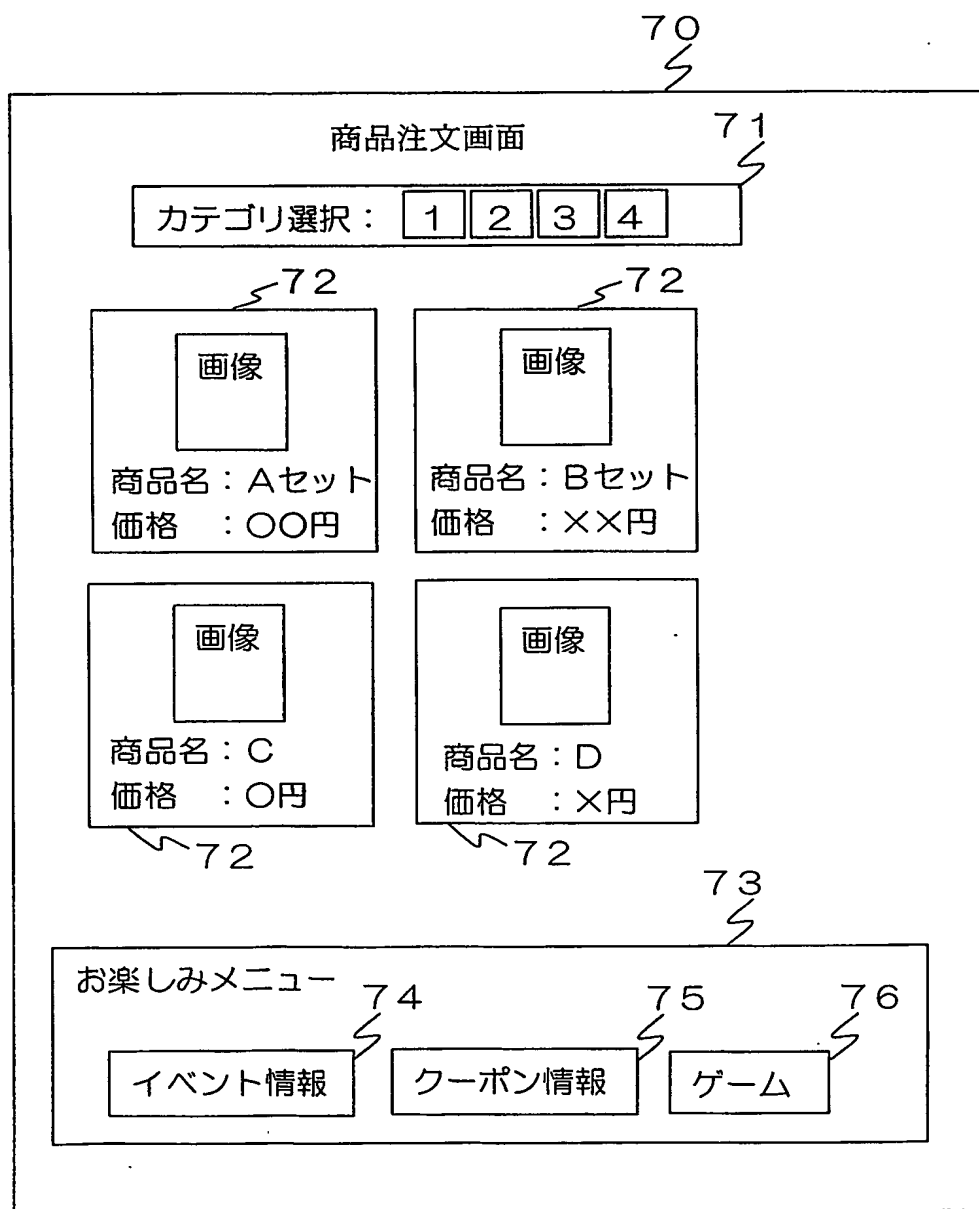 70
商品注文画面
71
カテゴリ選択： 1 2 3 4
72
72
画像
商品名：Aセット
価格　：〇〇円
画像
商品名：Bセット
価格　：××円
画像
商品名：C
価格　：〇円
画像
商品名：D
価格　：×円
72
72
73
お楽しみメニュー
74
75
76
イベント情報
クーポン情報
ゲーム